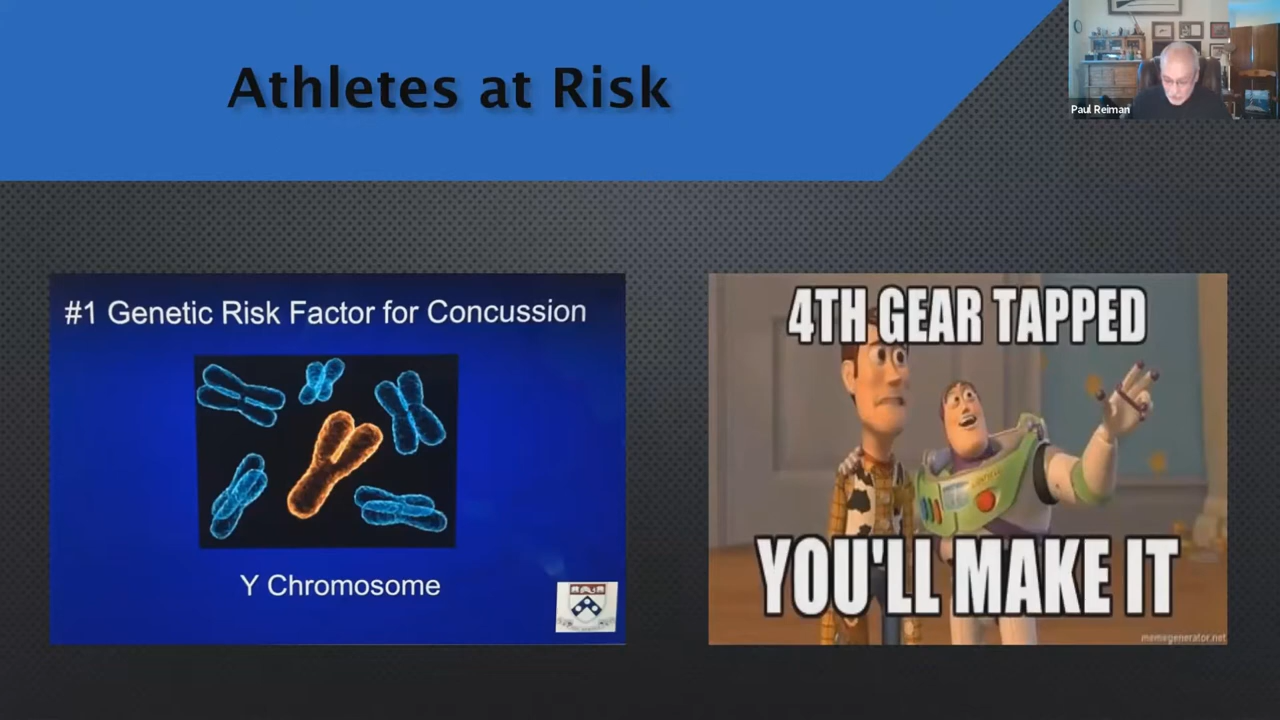 Athletes at Risk
Paul Reiman
#1 Genetic Risk Factor for Concussion
Y Chromosome
4TH GEAR TAPPED
YOU'LL MAKE IT
memegenerator.net